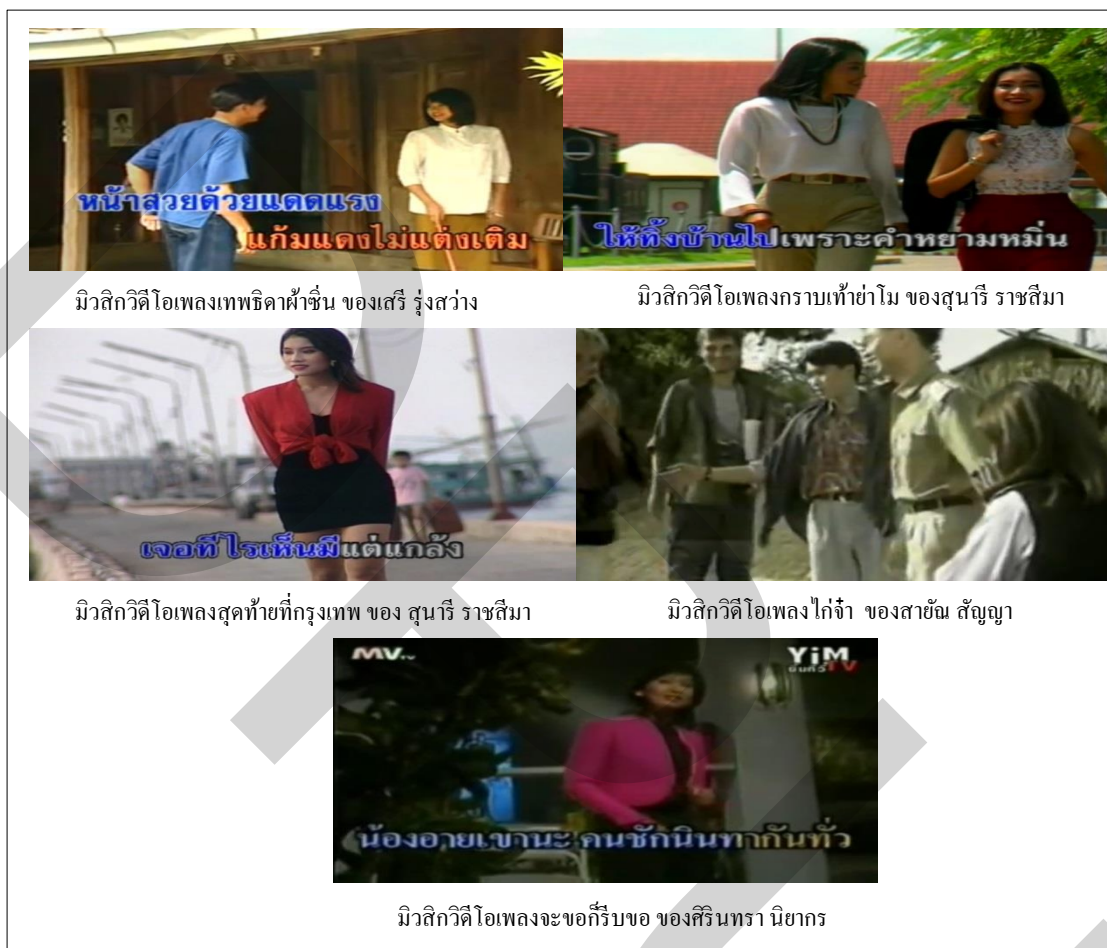 หน้าสวยด้วยแดดแรง
แก้มแดงไม่แต่งเติม
ให้ทิ้งบ้านไปเพราะคำหยามหมิ่น
มิวสิกวิดีโอเพลงเทพธิดาผ้าซิ่น ของเสรี รุ่งสว่าง
มิวสิกวิดีโอเพลงกราบเท้าย่าโม ของสุนารี ราชสีมา
เจอทีไรเห็นมีแต่แกล้ง
มิวสิกวิดีโอเพลงสุดท้ายที่กรุงเทพ ของ สุนารี ราชสีมา
มิวสิกวิดีโอเพลงไก่จ๋า ของสายัณ สัญญา
MV
YiM
TV
น้องอายเขานะ คนชักนินทากันทั่ว
มิวสิกวิดีโอเพลงจะขอก็รีบขอ ของศิรินทรา นิยากร